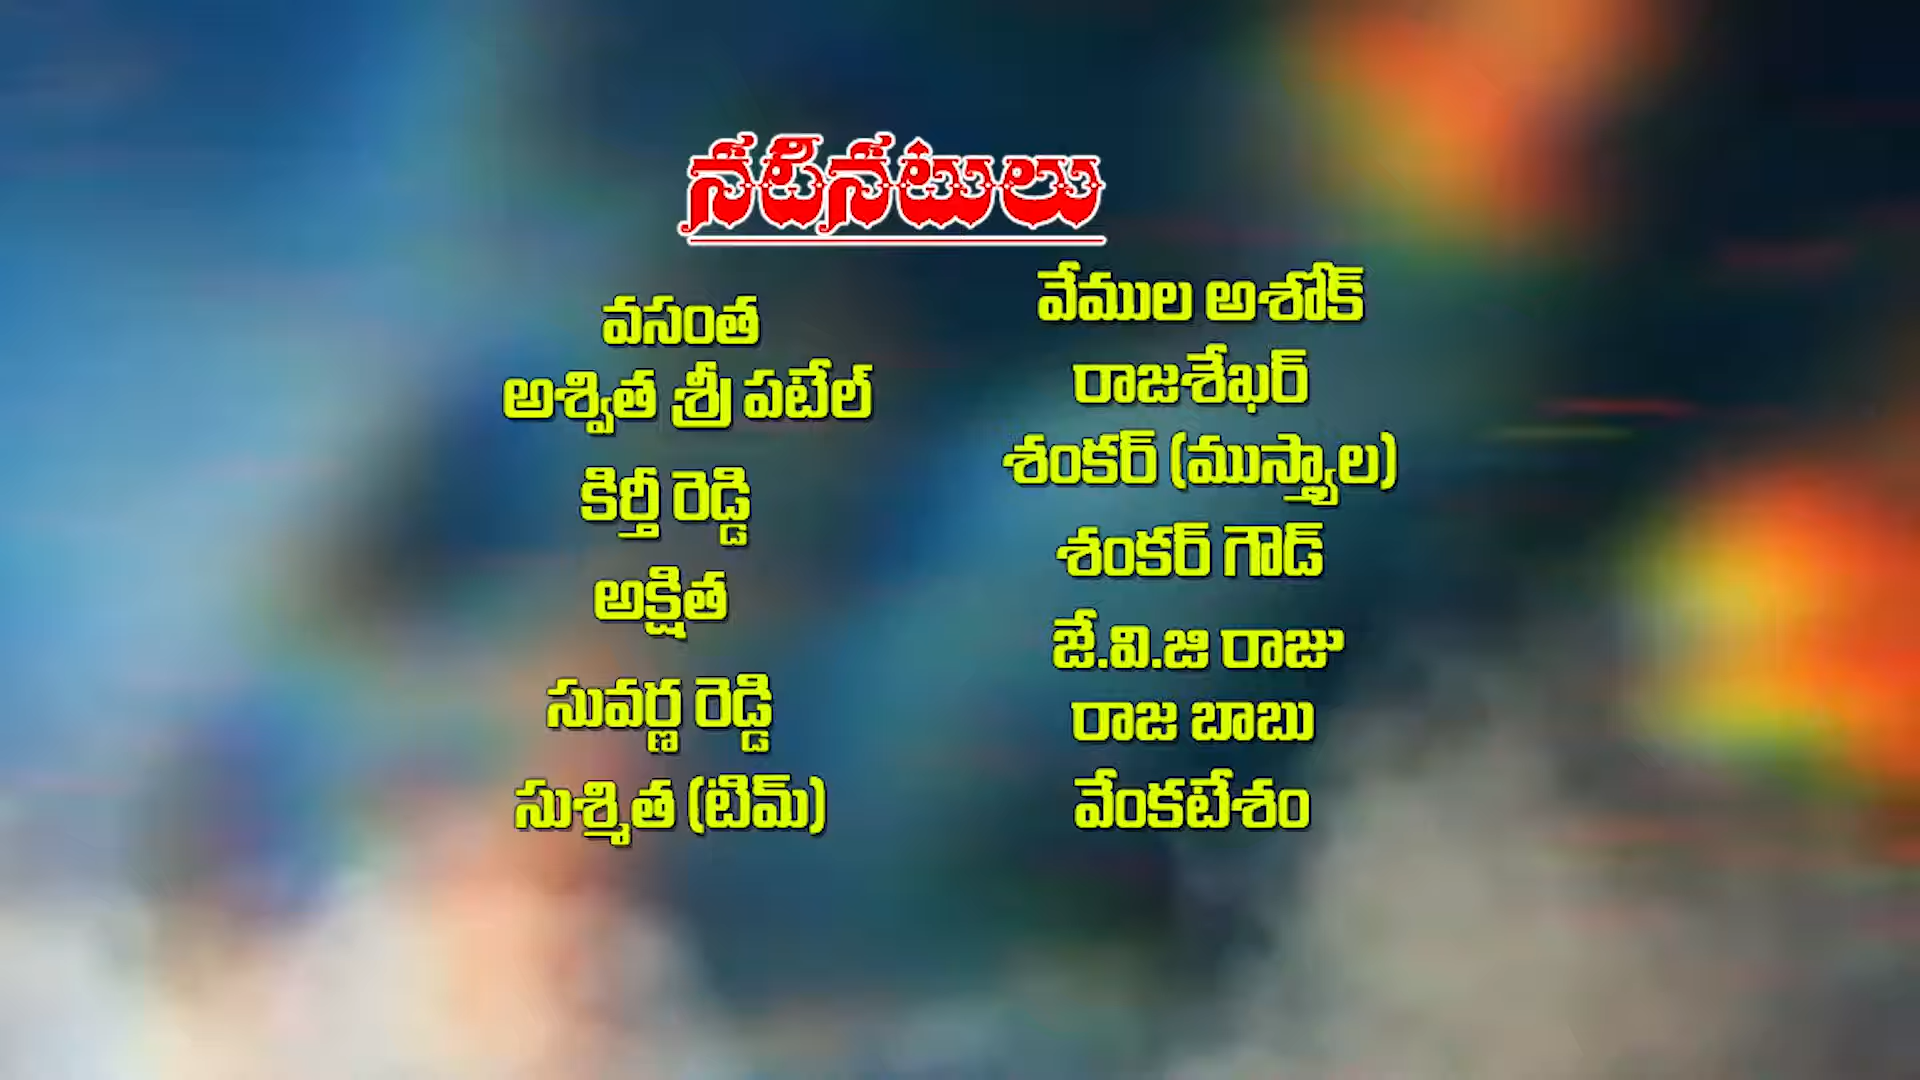 నటీనటులు
వసంత
అశ్విత శ్రీ పటేల్
కిర్తీ రెడ్డి
అక్షిత
సువర్ణ రెడ్డి
సుశ్మిత (టిమ్)
వేముల అశోక్
రాజశేఖర్
శంకర్ (ముస్త్యాల)
శంకర్ గౌడ్
జే.వి.జి రాజు
రాజ బాబు
వేంకటేశం